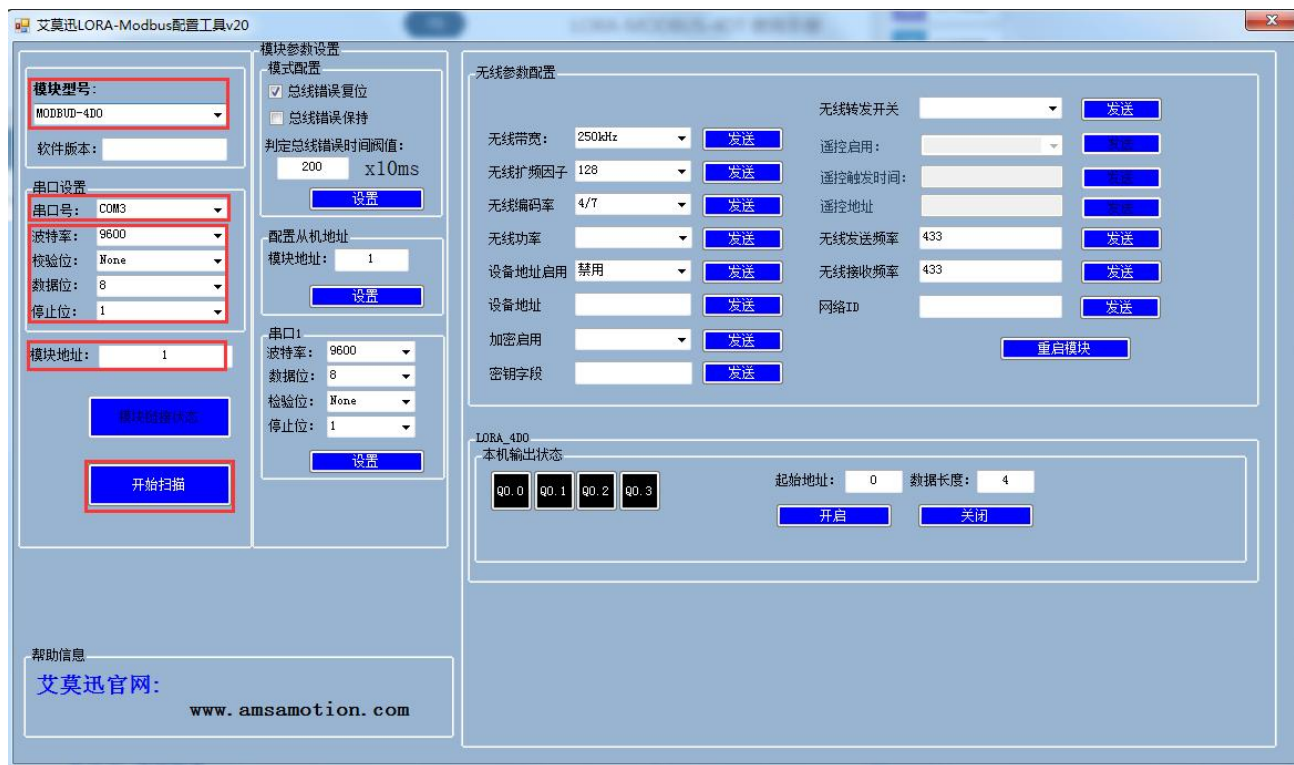 艾莫迅LORA-Modbus配置工具v20
模块型号:
MODBUD-4DO
软件版本:
串口设置
串口号: COM3
波特率: 9600
校验位: None
数据位: 8
停止位: 1
模块地址: 1
模块链接状态
开始扫描
模块参数设置
模式配置
总线错误复位
总线错误保持
判定总线错误时间阀值:
200 x10ms
设置
配置从机地址
模块地址: 1
设置
串口1
波特率: 9600
数据位: 8
检验位: None
停止位: 1
设置
无线参数配置
无线带宽: 250kHz 发送
无线扩频因子 128 发送
无线编码率 4/7 发送
无线功率 发送
设备地址启用 禁用 发送
设备地址 发送
加密启用 发送
密钥字段 发送
无线转发开关 发送
遥控启用: 发送
遥控触发时间: 发送
遥控地址 发送
无线发送频率 433 发送
无线接收频率 433 发送
网络ID 发送
重启模块
LORA_4DO
本机输出状态
Q0.0 Q0.1 Q0.2 Q0.3
起始地址: 0 数据长度: 4
开启 关闭
帮助信息
艾莫迅官网:
www.amsamotion.com